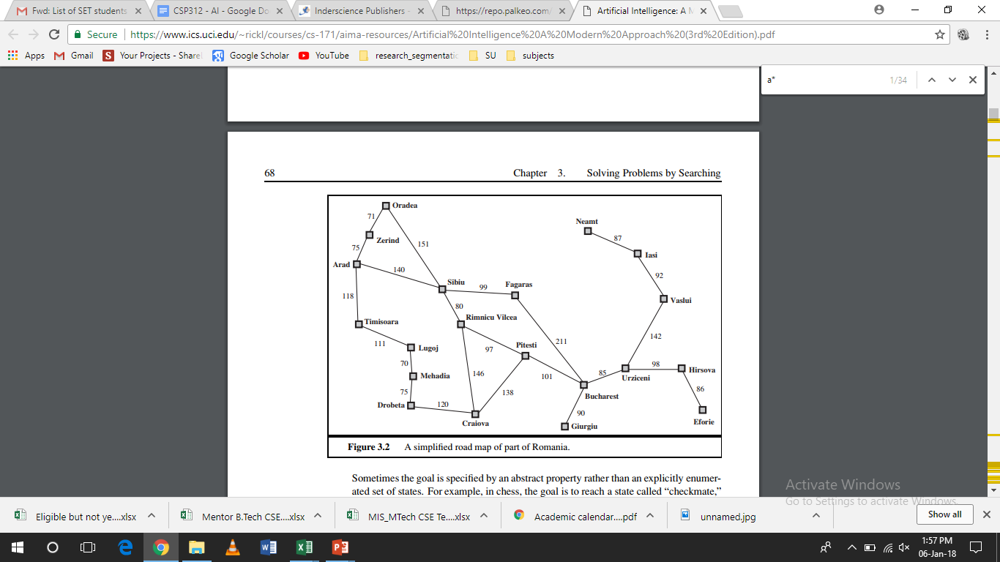 Fwd: List of SET students
CSP312 - AI - Google Do
Inderscience Publishers -
https://repo.palkeo.com/
Artificial Intelligence: A M
Secure
https://www.ics.uci.edu/~rickl/courses/cs-171/aima-resources/Artificial%20Intelligence%20A%20Modern%20Approach%20(3rd%20Edition).pdf
Apps
Gmail
Your Projects - Share
Google Scholar
YouTube
research_segmentatio
SU
subjects
a*
1/34
68
Chapter 3. Solving Problems by Searching
Oradea
71
Neamt
Zerind
87
151
75
Iasi
Arad
140
92
Sibiu
99
Fagaras
118
Vaslui
80
Timisoara
Rimnicu Vilcea
142
111
Lugoj
97
Pitesti
211
70
98
Hirsova
Mehadia
146
101
85
Urziceni
75
138
86
Bucharest
Drobeta
120
90
Craiova
Eforie
Giurgiu
Figure 3.2 A simplified road map of part of Romania.
Sometimes the goal is specified by an abstract property rather than an explicitly enumer-
ated set of states. For example, in chess, the goal is to reach a state called “checkmate,”
Activate Windows
Go to Settings to activate Windows.
Eligible but not ye....xlsx
Mentor B.Tech CSE....xlsx
MIS_MTech CSE Te....xlsx
Academic calendar....pdf
unnamed.jpg
Show all
1:57 PM
06-Jan-18